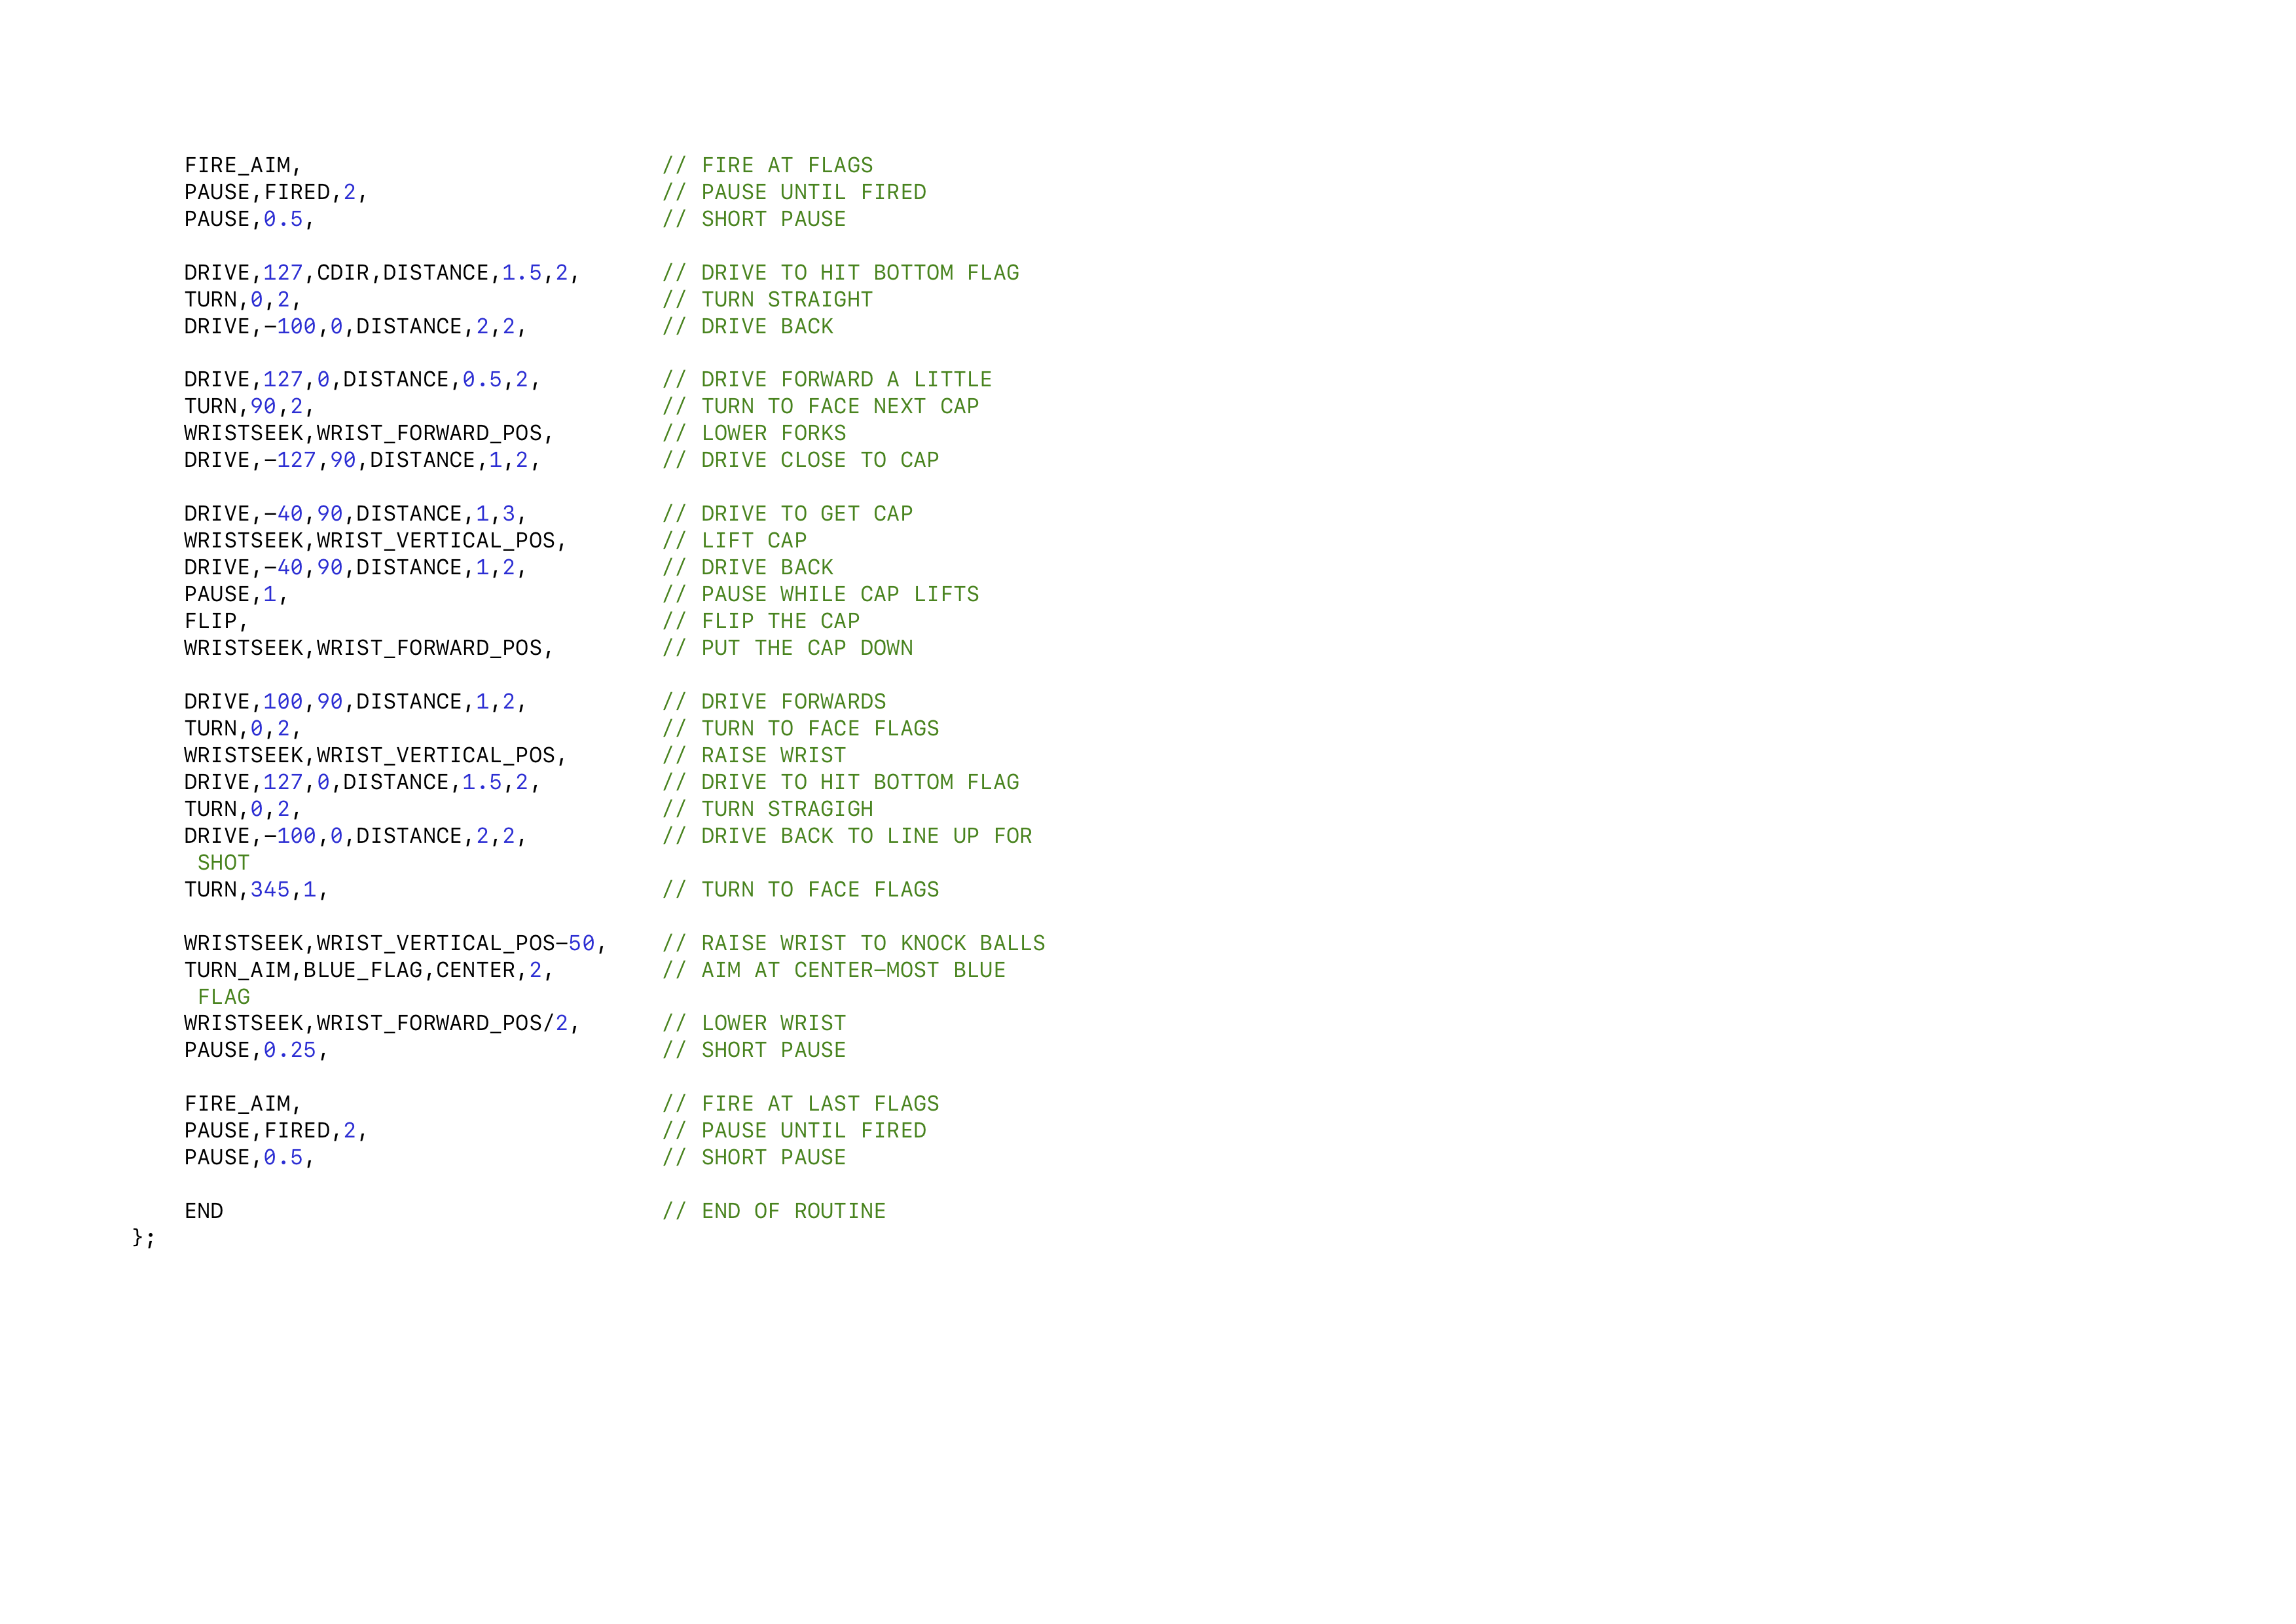 FIRE_AIM, // FIRE AT FLAGS
PAUSE,FIRED,2, // PAUSE UNTIL FIRED
PAUSE,0.5, // SHORT PAUSE
DRIVE,127,CDIR,DISTANCE,1.5,2, // DRIVE TO HIT BOTTOM FLAG
TURN,0,2, // TURN STRAIGHT
DRIVE,-100,0,DISTANCE,2,2, // DRIVE BACK
DRIVE,127,0,DISTANCE,0.5,2, // DRIVE FORWARD A LITTLE
TURN,90,2, // TURN TO FACE NEXT CAP
WRISTSEEK,WRIST_FORWARD_POS, // LOWER FORKS
DRIVE,-127,90,DISTANCE,1,2, // DRIVE CLOSE TO CAP
DRIVE,-40,90,DISTANCE,1,3, // DRIVE TO GET CAP
WRISTSEEK,WRIST_VERTICAL_POS, // LIFT CAP
DRIVE,-40,90,DISTANCE,1,2, // DRIVE BACK
PAUSE,1, // PAUSE WHILE CAP LIFTS
FLIP, // FLIP THE CAP
WRISTSEEK,WRIST_FORWARD_POS, // PUT THE CAP DOWN
DRIVE,100,90,DISTANCE,1,2, // DRIVE FORWARDS
TURN,0,2, // TURN TO FACE FLAGS
WRISTSEEK,WRIST_VERTICAL_POS, // RAISE WRIST
DRIVE,127,0,DISTANCE,1.5,2, // DRIVE TO HIT BOTTOM FLAG
TURN,0,2, // TURN STRAGIGH
DRIVE,-100,0,DISTANCE,2,2, // DRIVE BACK TO LINE UP FOR
SHOT
TURN,345,1, // TURN TO FACE FLAGS
WRISTSEEK,WRIST_VERTICAL_POS-50, // RAISE WRIST TO KNOCK BALLS
TURN_AIM,BLUE_FLAG,CENTER,2, // AIM AT CENTER-MOST BLUE
FLAG
WRISTSEEK,WRIST_FORWARD_POS/2, // LOWER WRIST
PAUSE,0.25, // SHORT PAUSE
FIRE_AIM, // FIRE AT LAST FLAGS
PAUSE,FIRED,2, // PAUSE UNTIL FIRED
PAUSE,0.5, // SHORT PAUSE
END // END OF ROUTINE
};